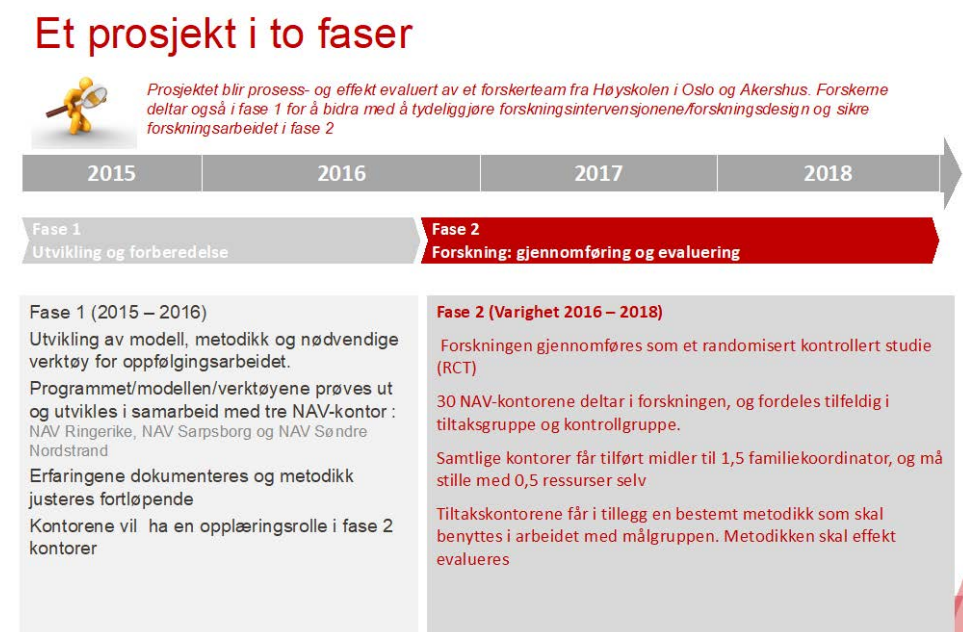 Et prosjekt i to faser
Prosjektet blir prosess- og effekt evaluert av et forskerteam fra Høyskolen i Oslo og Akershus. Forskerne
deltar også i fase 1 for å bidra med å tydeliggjøre forskningsintervensjonene/forskningsdesign og sikre
forskningsarbeidet i fase 2
2015
2016
2017
2018
Fase 1
Utvikling og forberedelse
Fase 2
Forskning: gjennomføring og evaluering
Fase 1 (2015 – 2016)
Utvikling av modell, metodikk og nødvendige
verktøy for oppfølgingsarbeidet.
Programmet/modellen/verktøyene prøves ut
og utvikles i samarbeid med tre NAV-kontor :
NAV Ringerike, NAV Sarpsborg og NAV Søndre
Nordstrand
Erfaringene dokumenteres og metodikk
justeres fortløpende
Kontorene vil ha en opplæringsrolle i fase 2
kontorer
Fase 2 (Varighet 2016 – 2018)
Forskningen gjennomføres som et randomisert kontrollert studie
(RCT)
30 NAV-kontorene deltar i forskningen, og fordeles tilfeldig i
tiltaksgruppe og kontrollgruppe.
Samtlige kontorer får tilført midler til 1,5 familiekoordinator, og må
stille med 0,5 ressurser selv
Tiltakskontorene får i tillegg en bestemt metodikk som skal
benyttes i arbeidet med målgruppen. Metodikken skal effekt
evalueres